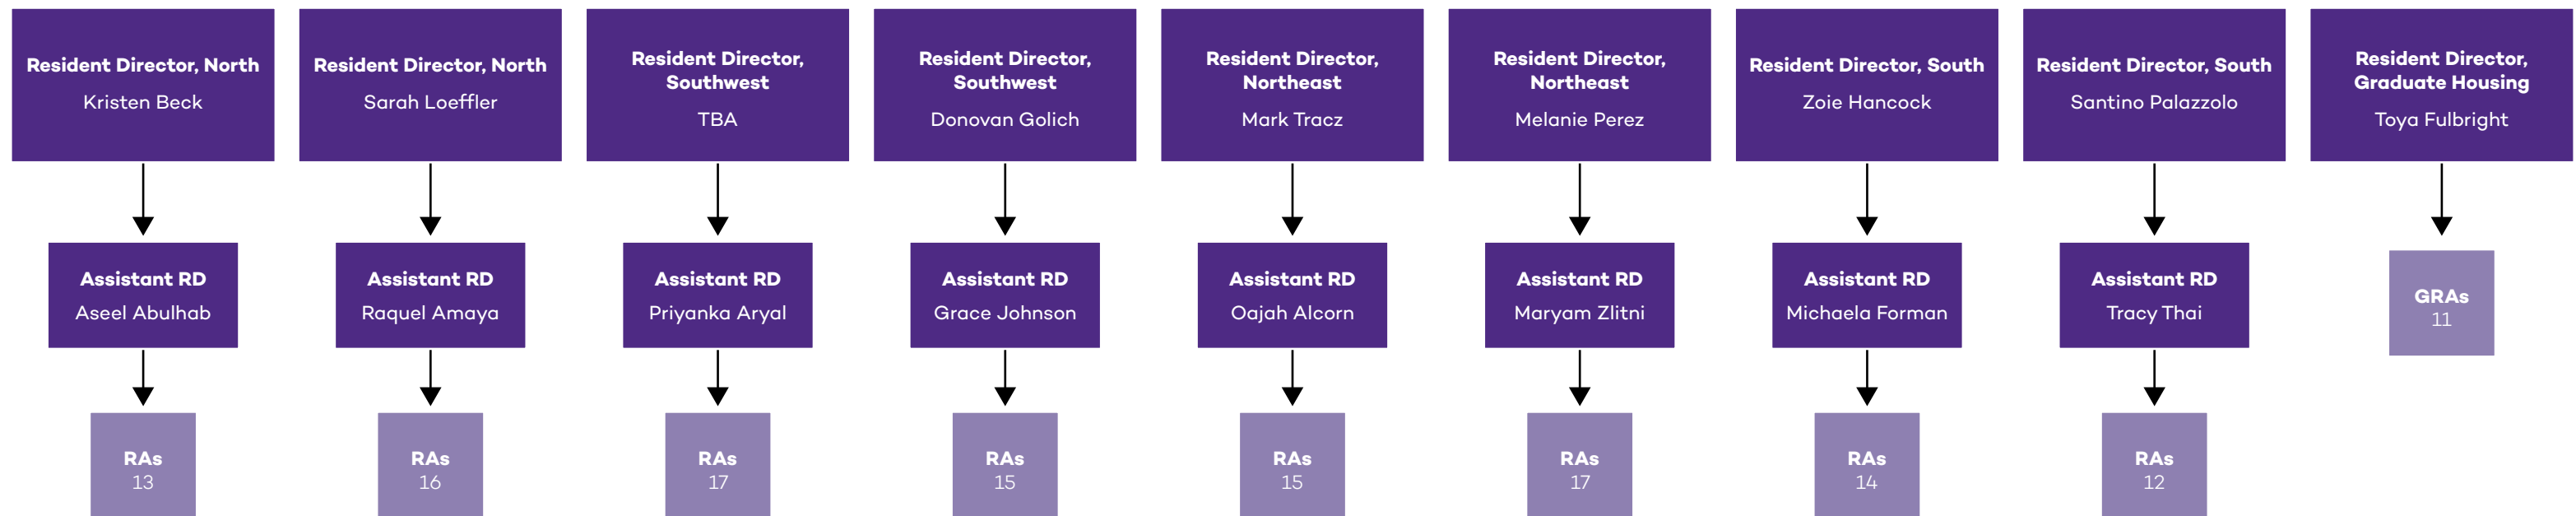 Resident Director, North
Kristen Beck
Resident Director, North
Sarah Loeffler
Resident Director,
Southwest
TBA
Resident Director,
Southwest
Donovan Golich
Resident Director,
Northeast
Mark Tracz
Resident Director,
Northeast
Melanie Perez
Resident Director, South
Zoie Hancock
Resident Director, South
Santino Palazzolo
Resident Director,
Graduate Housing
Toya Fulbright
Assistant RD
Aseel Abulhab
Assistant RD
Raquel Amaya
Assistant RD
Priyanka Aryal
Assistant RD
Grace Johnson
Assistant RD
Oajah Alcorn
Assistant RD
Maryam Zlitni
Assistant RD
Michaela Forman
Assistant RD
Tracy Thai
GRAs
11
RAs
13
RAs
16
RAs
17
RAs
15
RAs
15
RAs
17
RAs
14
RAs
12